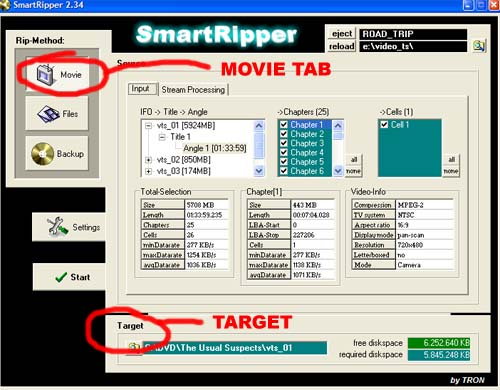 SmartRipper 2.34
Rip-Method:
Movie
Files
Backup
Settings
Start
SmartRipper
eject ROAD_TRIP
reload e:\video_ts\
MOVIE TAB
Input Stream Processing
IFO -> Title -> Angle ->Chapters (25) ->Cells (1)
vts_01 [5924MB]
Title 1
Angle 1 [01:33:59]
vts_02 [850MB]
vts_03 [174MB]
Chapter 1
Chapter 2
Chapter 3
Chapter 4
Chapter 5
Chapter 6
all
none
Cell 1
all
none
Total-Selection
Size 5708 MB
Length 01:33:59.235
Chapters 25
Cells 26
minDatarate 277 KB/s
maxDatarate 1254 KB/s
avgDatarate 1036 KB/s
Chapter[1]
Size 443 MB
Length 00:07:04.028
LBA-Start 0
LBA-Stop 227206
Cells 1
minDatarate 277 KB/s
maxDatarate 1138 KB/s
avgDatarate 1071 KB/s
Video-Info
Compression MPEG-2
TV system NTSC
Aspect ratio 16:9
Display mode pan-scan
Resolution 720x480
Letterboxed no
Mode Camera
Target
TARGET
\DVD\The Usual Suspects\vts_01
free diskspace 6.252.640 KB
required diskspace 5.845.248 KB
by TRON